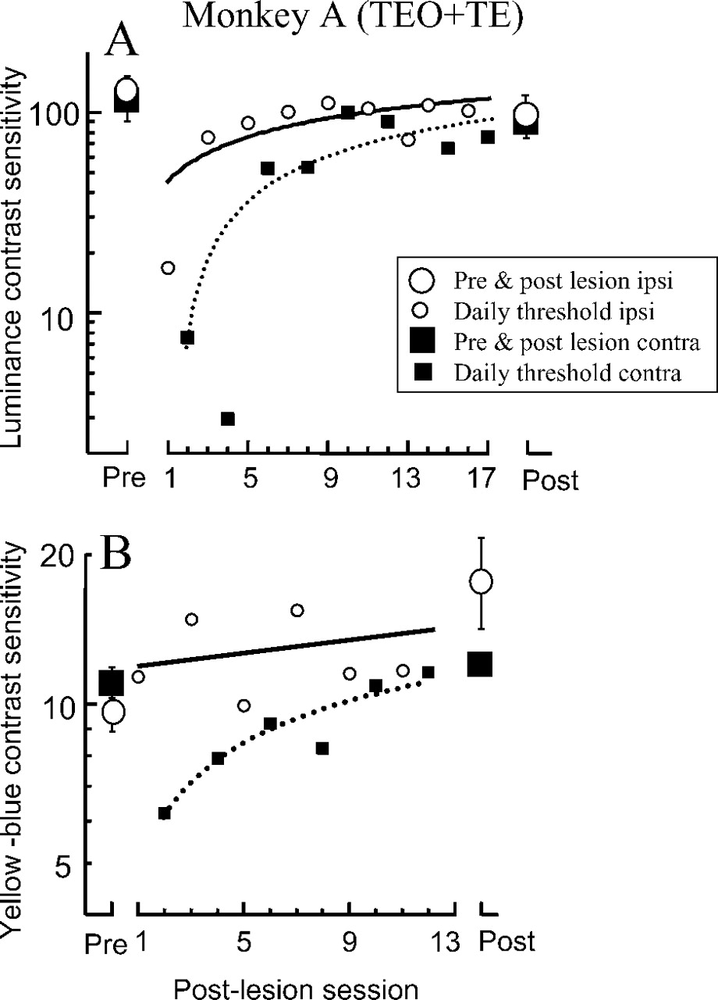 Monkey A (TEO+TE)
A
Luminance contrast sensitivity
100
10
Pre & post lesion ipsi
Daily threshold ipsi
Pre & post lesion contra
Daily threshold contra
Pre 1 5 9 13 17 Post
B
Yellow -blue contrast sensitivity
20
10
5
Pre 1 5 9 13 Post
Post-lesion session